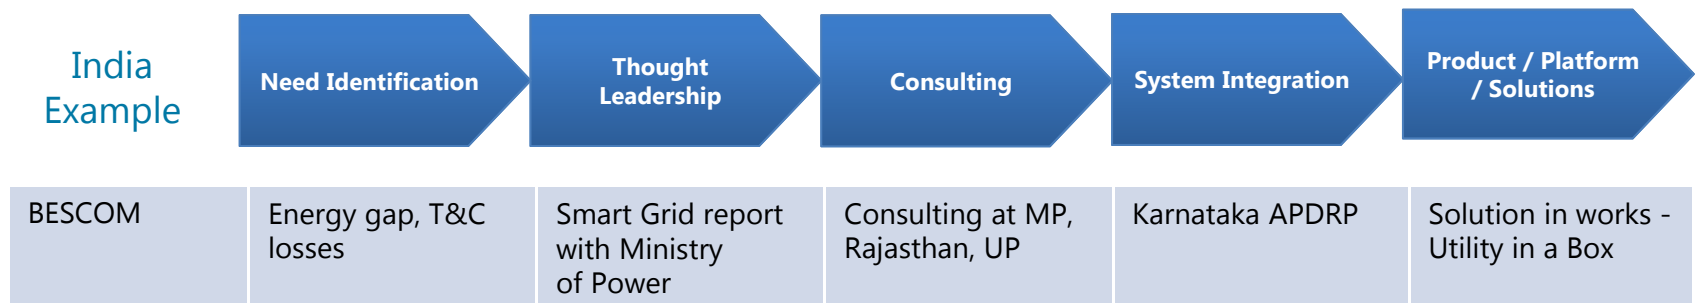 India
Example
Need Identification
Thought
Leadership
Consulting
System Integration
Product / Platform
/ Solutions
BESCOM
Energy gap, T&C
losses
Smart Grid report
with Ministry
of Power
Consulting at MP,
Rajasthan, UP
Karnataka APDRP
Solution in works -
Utility in a Box